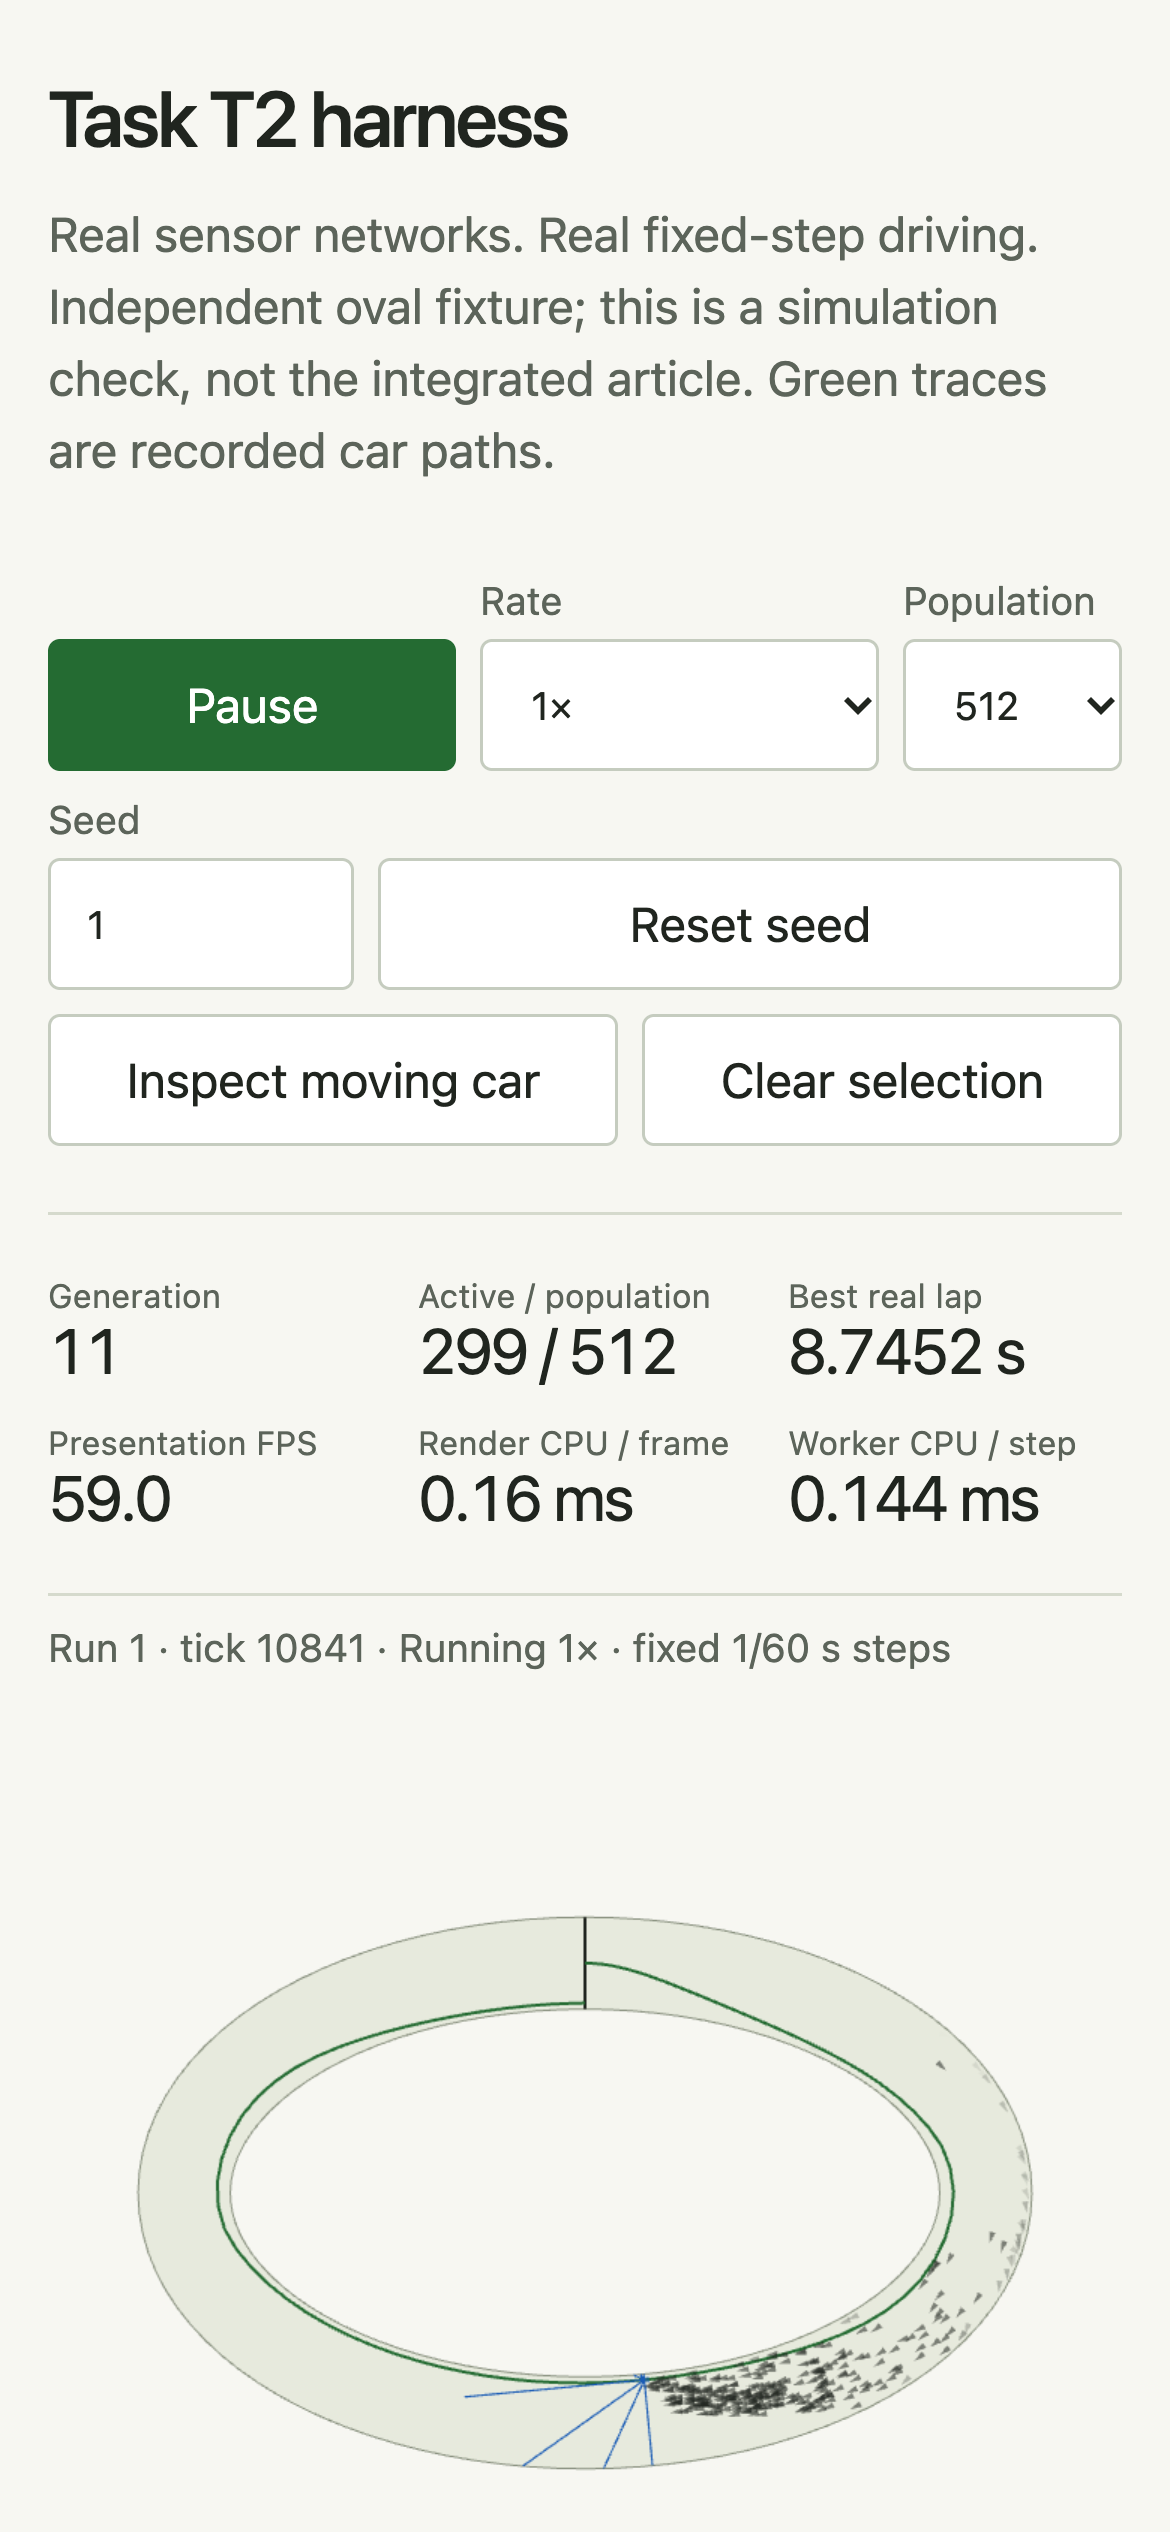 Task T2 harness
Real sensor networks. Real fixed-step driving.
Independent oval fixture; this is a simulation
check, not the integrated article. Green traces
are recorded car paths.
Rate
Population
Pause
1×
512
Seed
1
Reset seed
Inspect moving car
Clear selection
Generation
Active / population
Best real lap
11
299 / 512
8.7452 s
Presentation FPS
Render CPU / frame
Worker CPU / step
59.0
0.16 ms
0.144 ms
Run 1 · tick 10841 · Running 1× · fixed 1/60 s steps